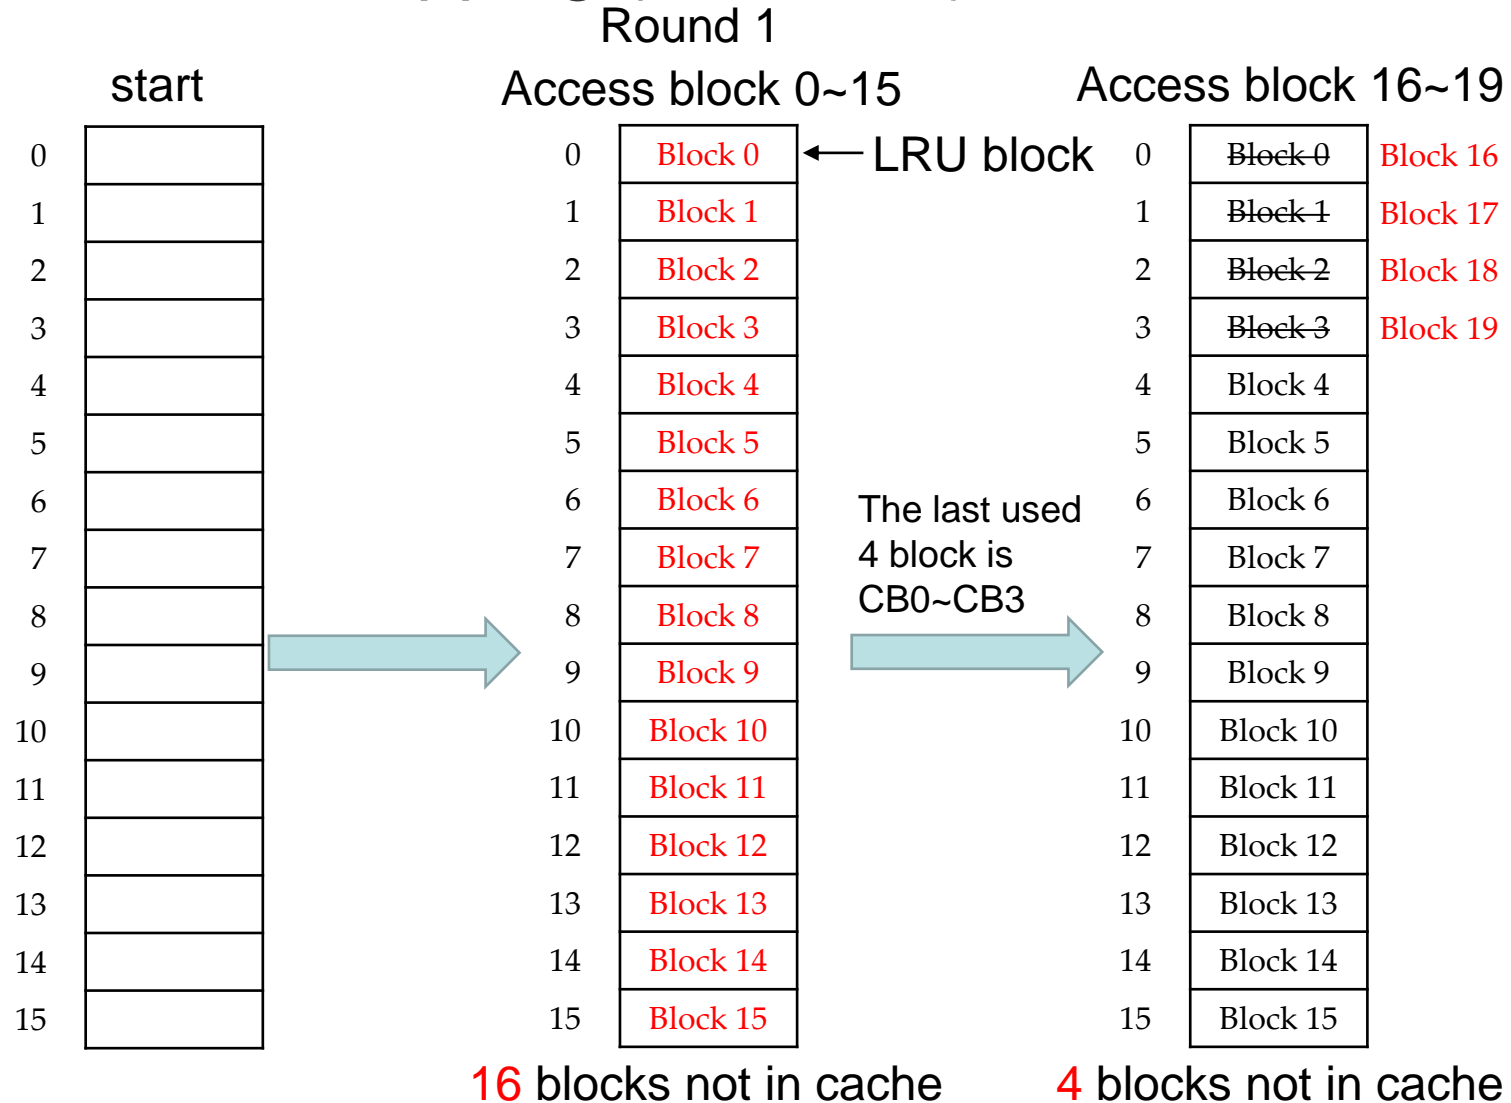 Round 1
start
Access block 0~15
Access block 16~19
0
1
2
3
4
5
6
7
8
9
10
11
12
13
14
15
0 Block 0
1 Block 1
2 Block 2
3 Block 3
4 Block 4
5 Block 5
6 Block 6
7 Block 7
8 Block 8
9 Block 9
10 Block 10
11 Block 11
12 Block 12
13 Block 13
14 Block 14
15 Block 15
16 blocks not in cache
LRU block
The last used
4 block is
CB0~CB3
0 Block 0 Block 16
1 Block 1 Block 17
2 Block 2 Block 18
3 Block 3 Block 19
4 Block 4
5 Block 5
6 Block 6
7 Block 7
8 Block 8
9 Block 9
10 Block 10
11 Block 11
12 Block 12
13 Block 13
14 Block 14
15 Block 15
4 blocks not in cache